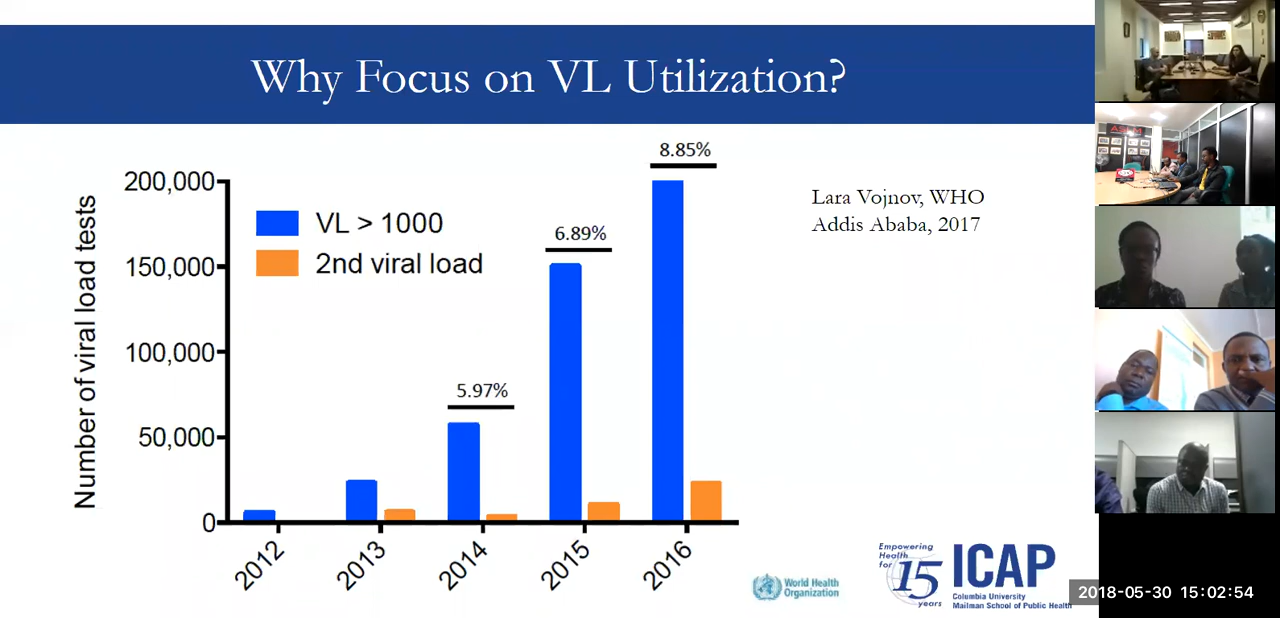 Why Focus on VL Utilization?
Number of viral load tests
200,000
150,000
100,000
50,000
0
VL > 1000
2nd viral load
5.97%
6.89%
8.85%
2012
2013
2014
2015
2016
Lara Vojnov, WHO
Addis Ababa, 2017
World Health
Organization
Empowering
Health
for
15
years
ICAP
Columbia University
Mailman School of Public Health
2018-05-30 15:02:54